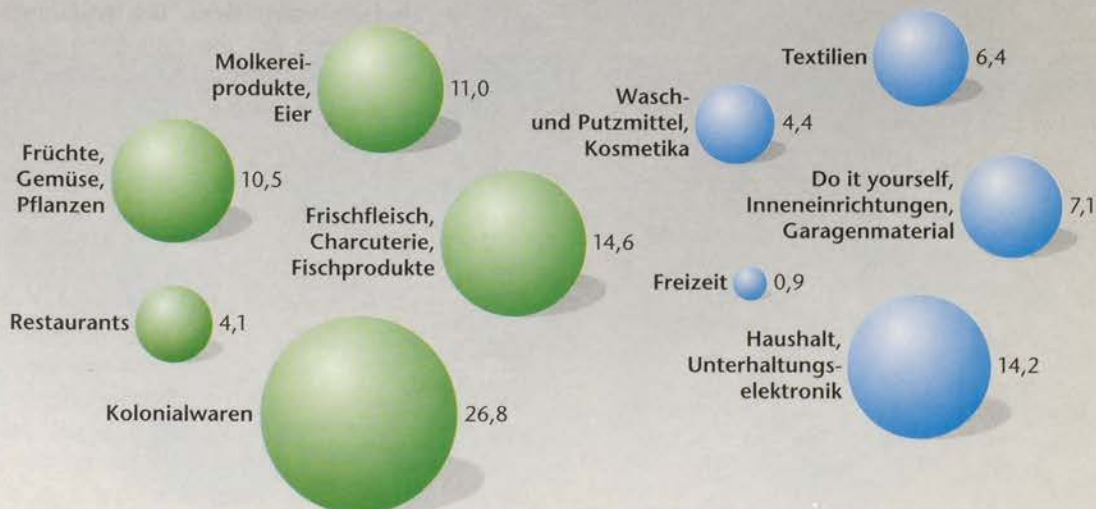 Molkerei-
produkte,
Eier
11,0
Früchte,
Gemüse,
Pflanzen
10,5
Frischfleisch,
Charcuterie,
Fischprodukte
14,6
Restaurants
4,1
Kolonialwaren
26,8
Textilien
6,4
Wasch-
und Putzmittel,
Kosmetika
4,4
Do it yourself,
Inneneinrichtungen,
Garagenmaterial
7,1
Freizeit
0,9
Haushalt,
Unterhaltungs-
elektronik
14,2